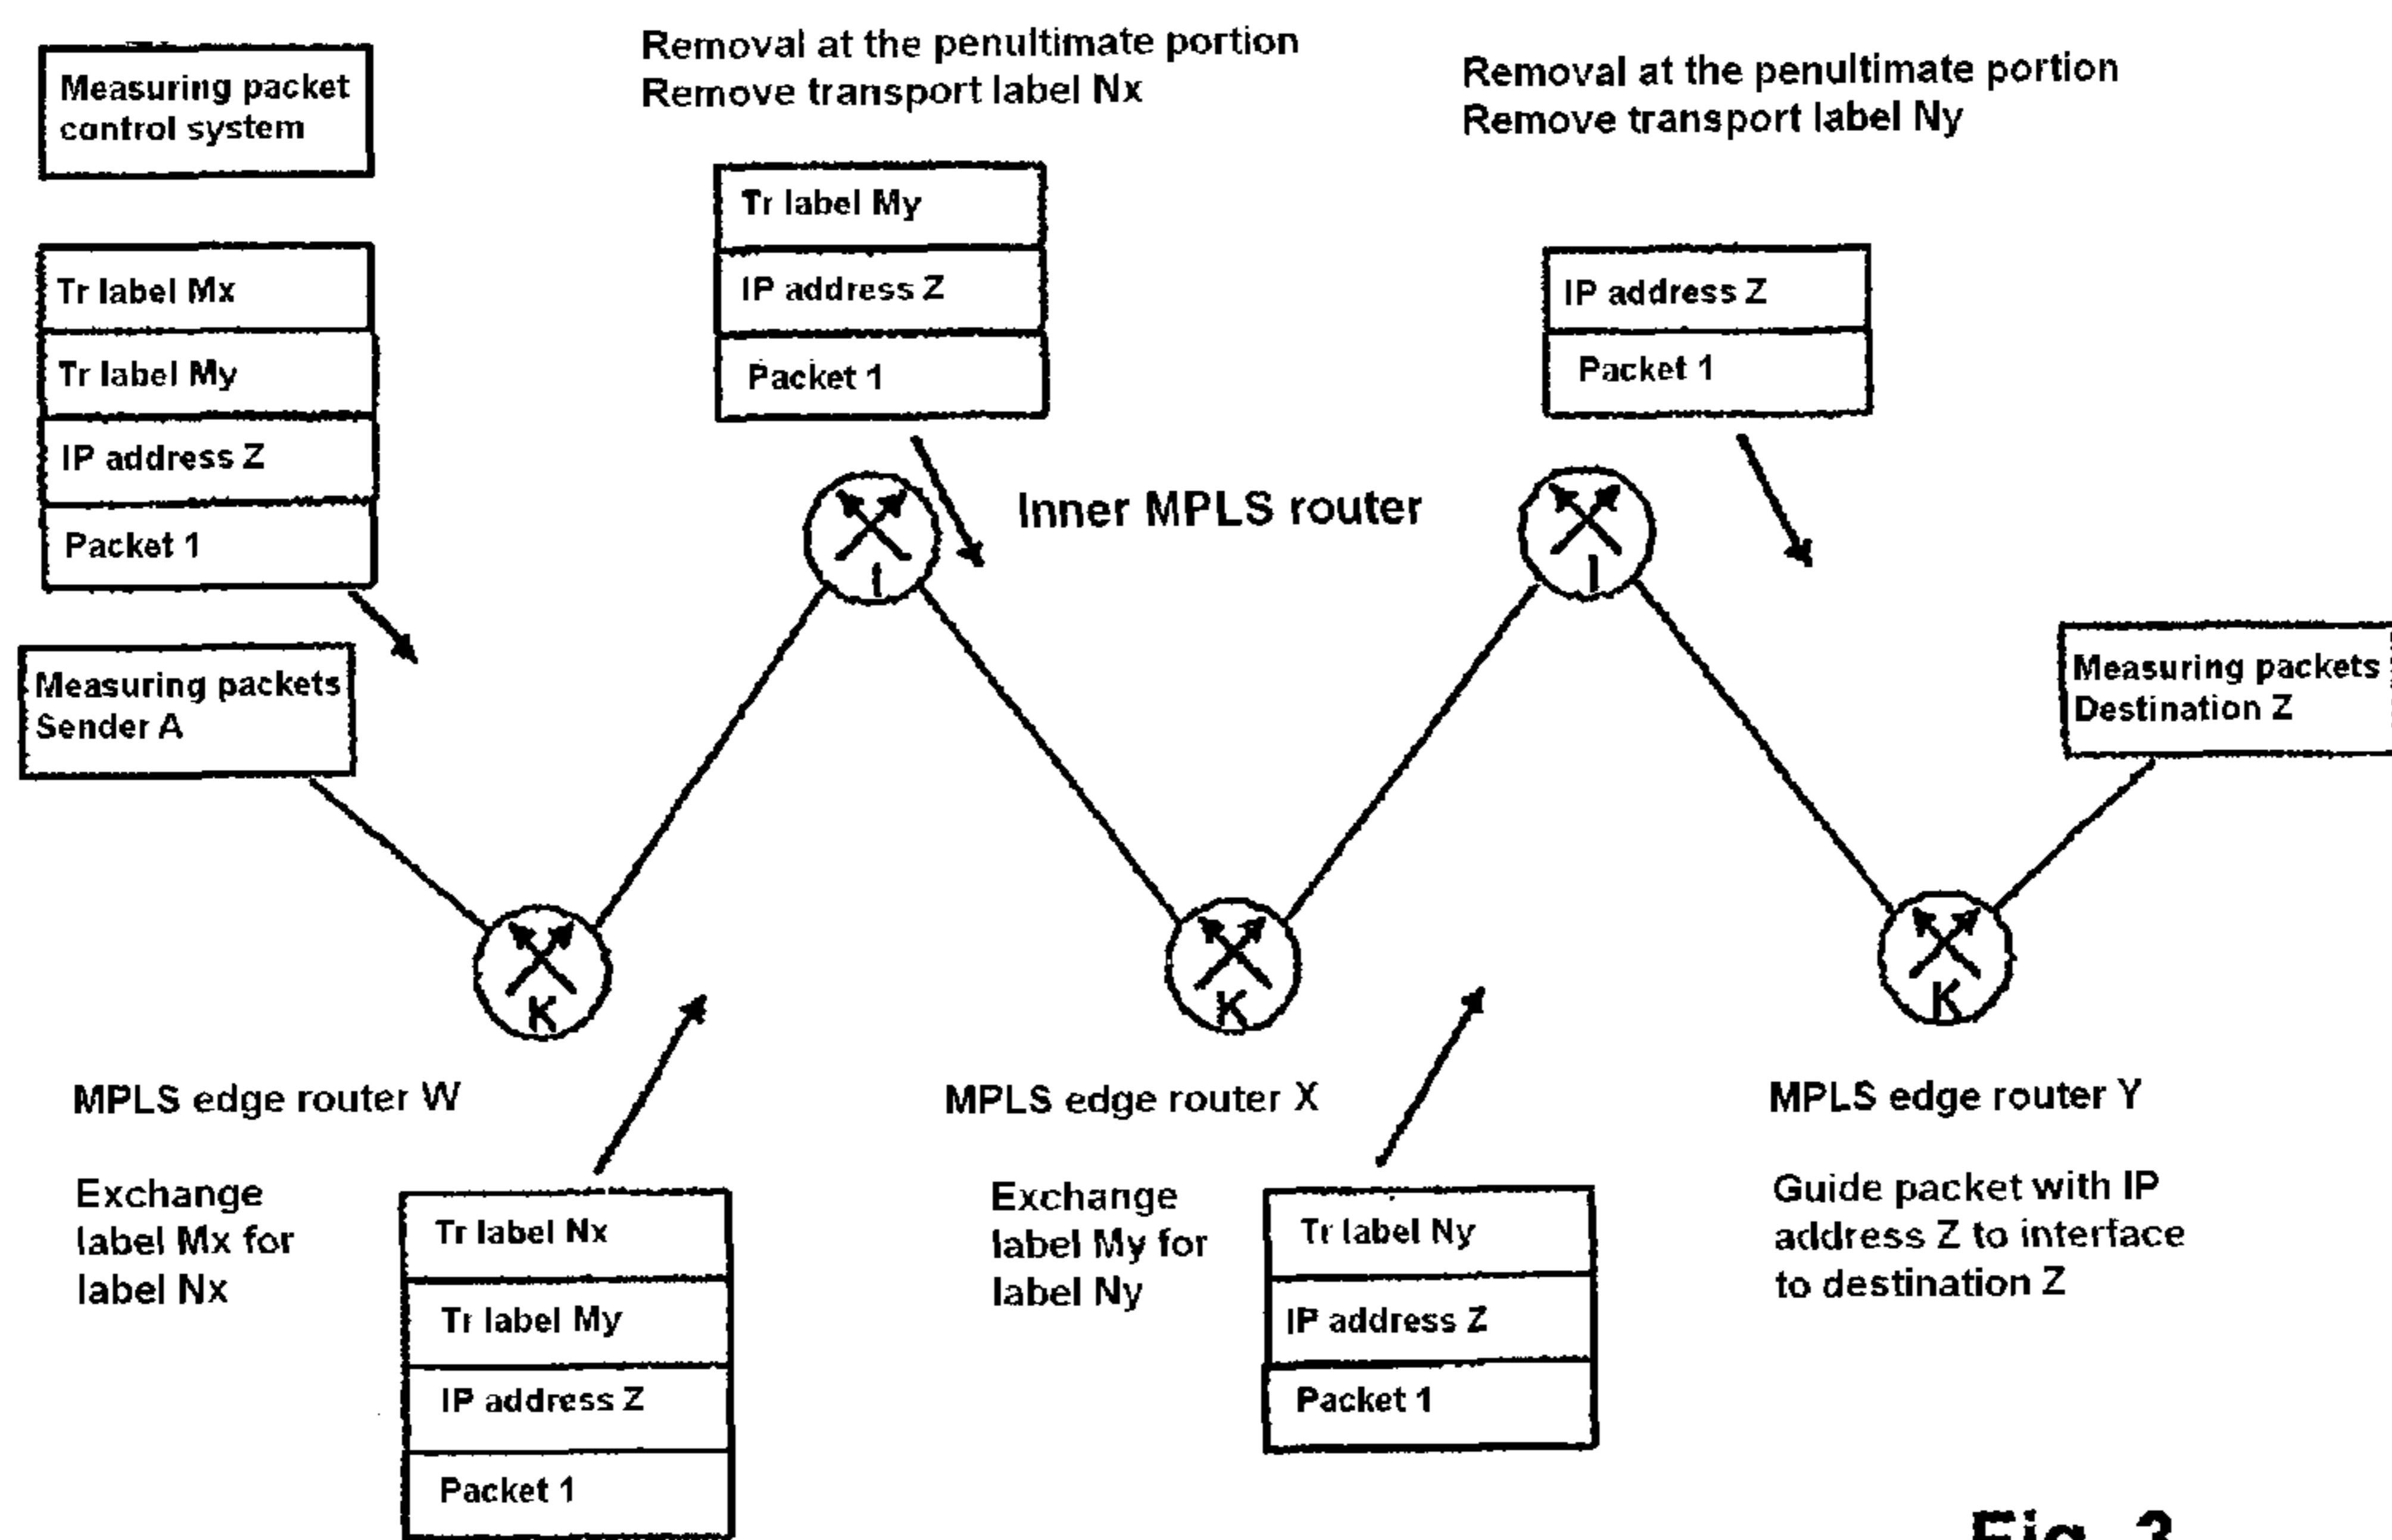 Measuring packet
control system
Removal at the penultimate portion
Remove transport label Nx
Removal at the penultimate portion
Remove transport label Ny
Tr label Mx
Tr label My
IP address Z
Packet 1
Tr label My
IP address Z
Packet 1
IP address Z
Packet 1
Inner MPLS router
I
I
Measuring packets
Sender A
Measuring packets
Destination Z
K
K
K
MPLS edge router W
Exchange
label Mx for
label Nx
Tr label Nx
Tr label My
IP address Z
Packet 1
MPLS edge router X
Exchange
label My for
label Ny
Tr label Ny
IP address Z
Packet 1
MPLS edge router Y
Guide packet with IP
address Z to interface
to destination Z
Fig. 3